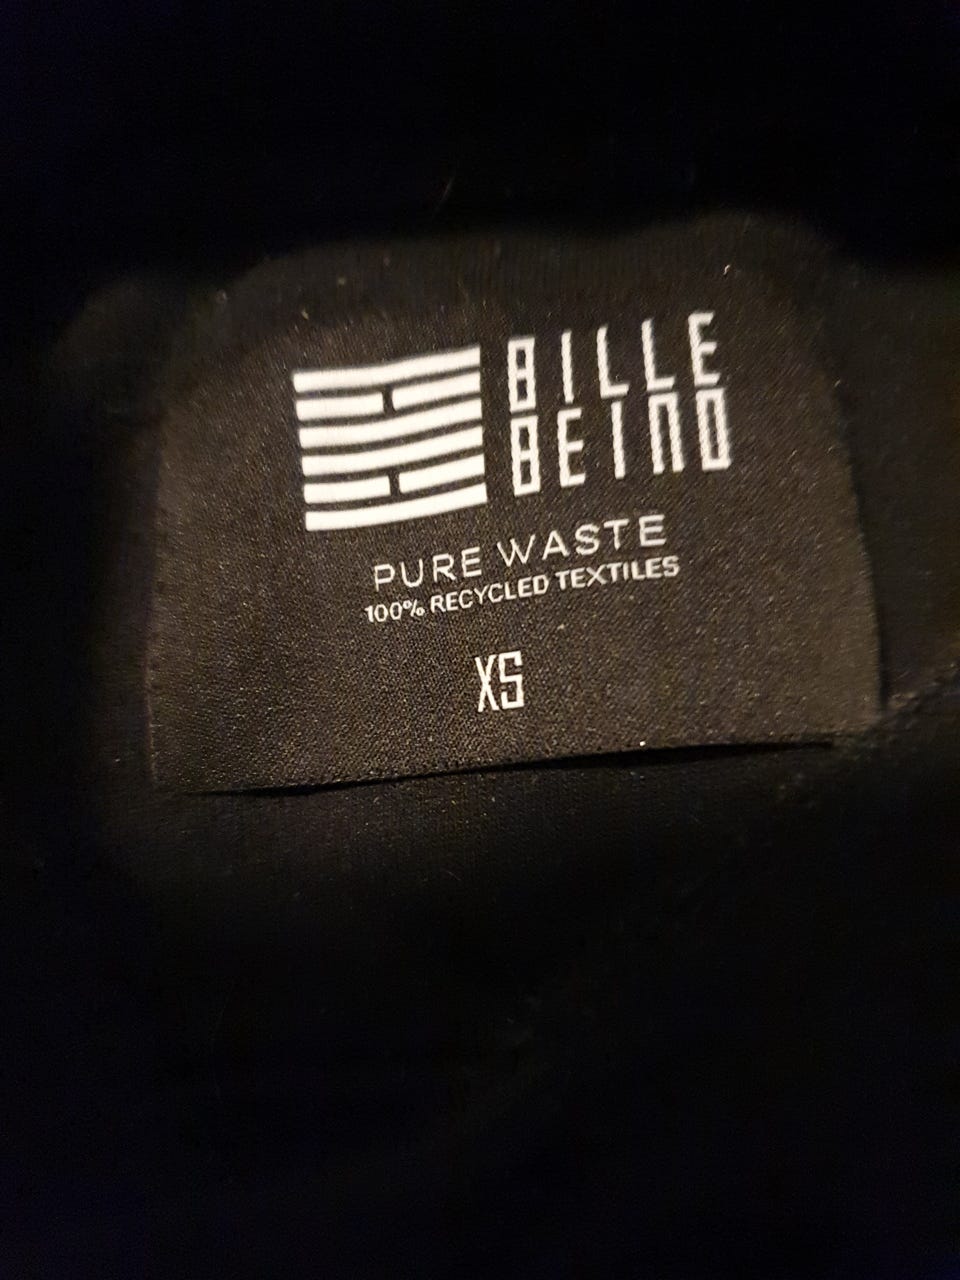 BILLE
BEINO
PURE WASTE
100% RECYCLED TEXTILES
XS